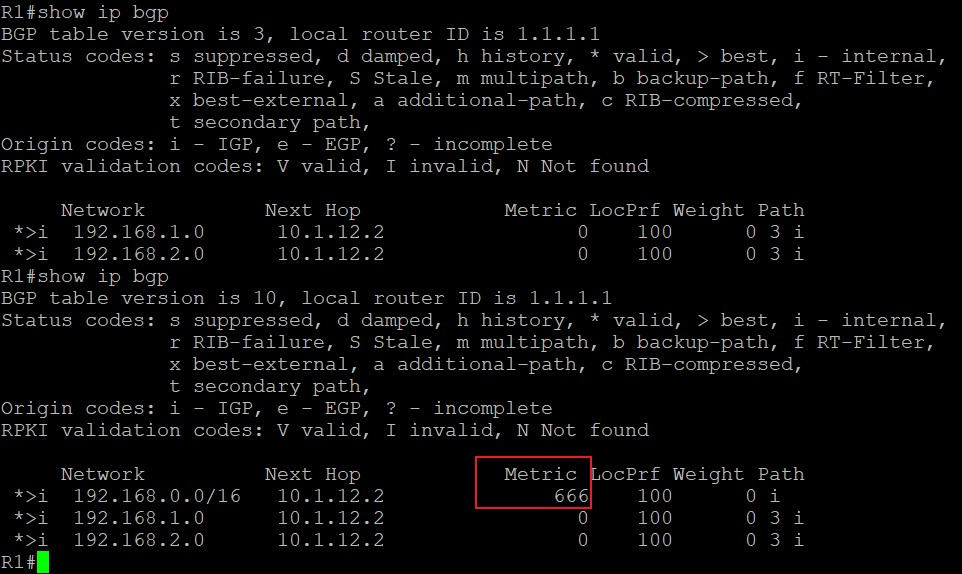 R1#show ip bgp
BGP table version is 3, local router ID is 1.1.1.1
Status codes: s suppressed, d damped, h history, * valid, > best, i - internal,
              r RIB-failure, S Stale, m multipath, b backup-path, f RT-Filter,
              x best-external, a additional-path, c RIB-compressed,
              t secondary path,
Origin codes: i - IGP, e - EGP, ? - incomplete
RPKI validation codes: V valid, I invalid, N Not found

     Network          Next Hop            Metric LocPrf Weight Path
 *>i  192.168.1.0      10.1.12.2                0    100      0 3 i
 *>i  192.168.2.0      10.1.12.2                0    100      0 3 i
R1#show ip bgp
BGP table version is 10, local router ID is 1.1.1.1
Status codes: s suppressed, d damped, h history, * valid, > best, i - internal,
              r RIB-failure, S Stale, m multipath, b backup-path, f RT-Filter,
              x best-external, a additional-path, c RIB-compressed,
              t secondary path,
Origin codes: i - IGP, e - EGP, ? - incomplete
RPKI validation codes: V valid, I invalid, N Not found

     Network          Next Hop            Metric LocPrf Weight Path
 *>i  192.168.0.0/16   10.1.12.2              666    100      0 i
 *>i  192.168.1.0      10.1.12.2                0    100      0 3 i
 *>i  192.168.2.0      10.1.12.2                0    100      0 3 i
R1#